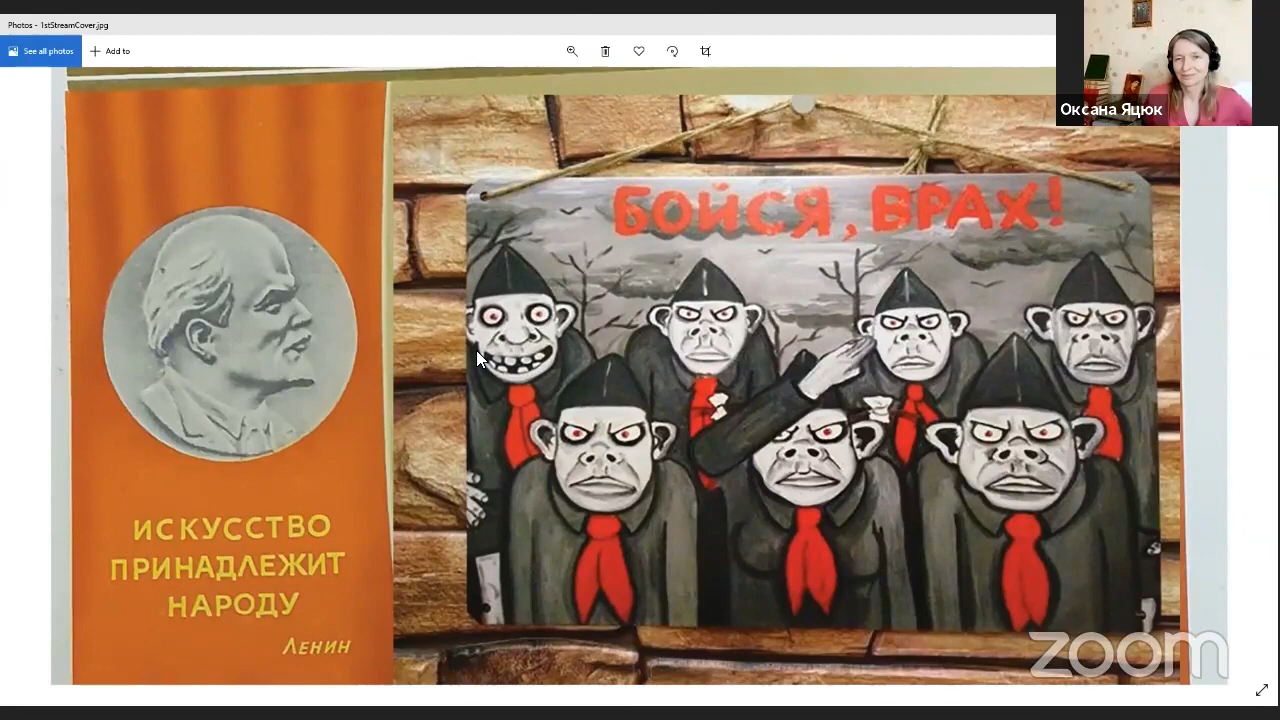 Photos - 1stStreamCover.jpg
See all photos
Add to
Оксана Яцюк
БОЙСЯ, ВРАХ!
ИСКУССТВО
ПРИНАДЛЕЖИТ
НАРОДУ
Ленин
zoom